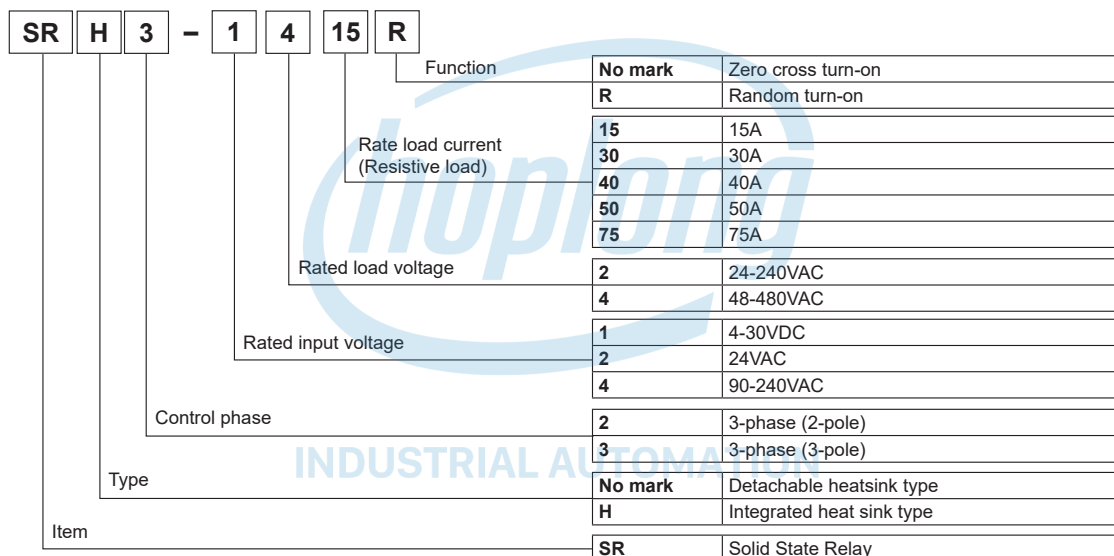 SR H 3 – 1 4 15 R
Function
No mark Zero cross turn-on
R Random turn-on
Rate load current
(Resistive load)
15 15A
30 30A
40 40A
50 50A
75 75A
Rated load voltage
2 24-240VAC
4 48-480VAC
Rated input voltage
1 4-30VDC
2 24VAC
4 90-240VAC
Control phase
2 3-phase (2-pole)
3 3-phase (3-pole)
Type
No mark Detachable heatsink type
H Integrated heat sink type
Item
SR Solid State Relay
hoplong
INDUSTRIAL AUTOMATION